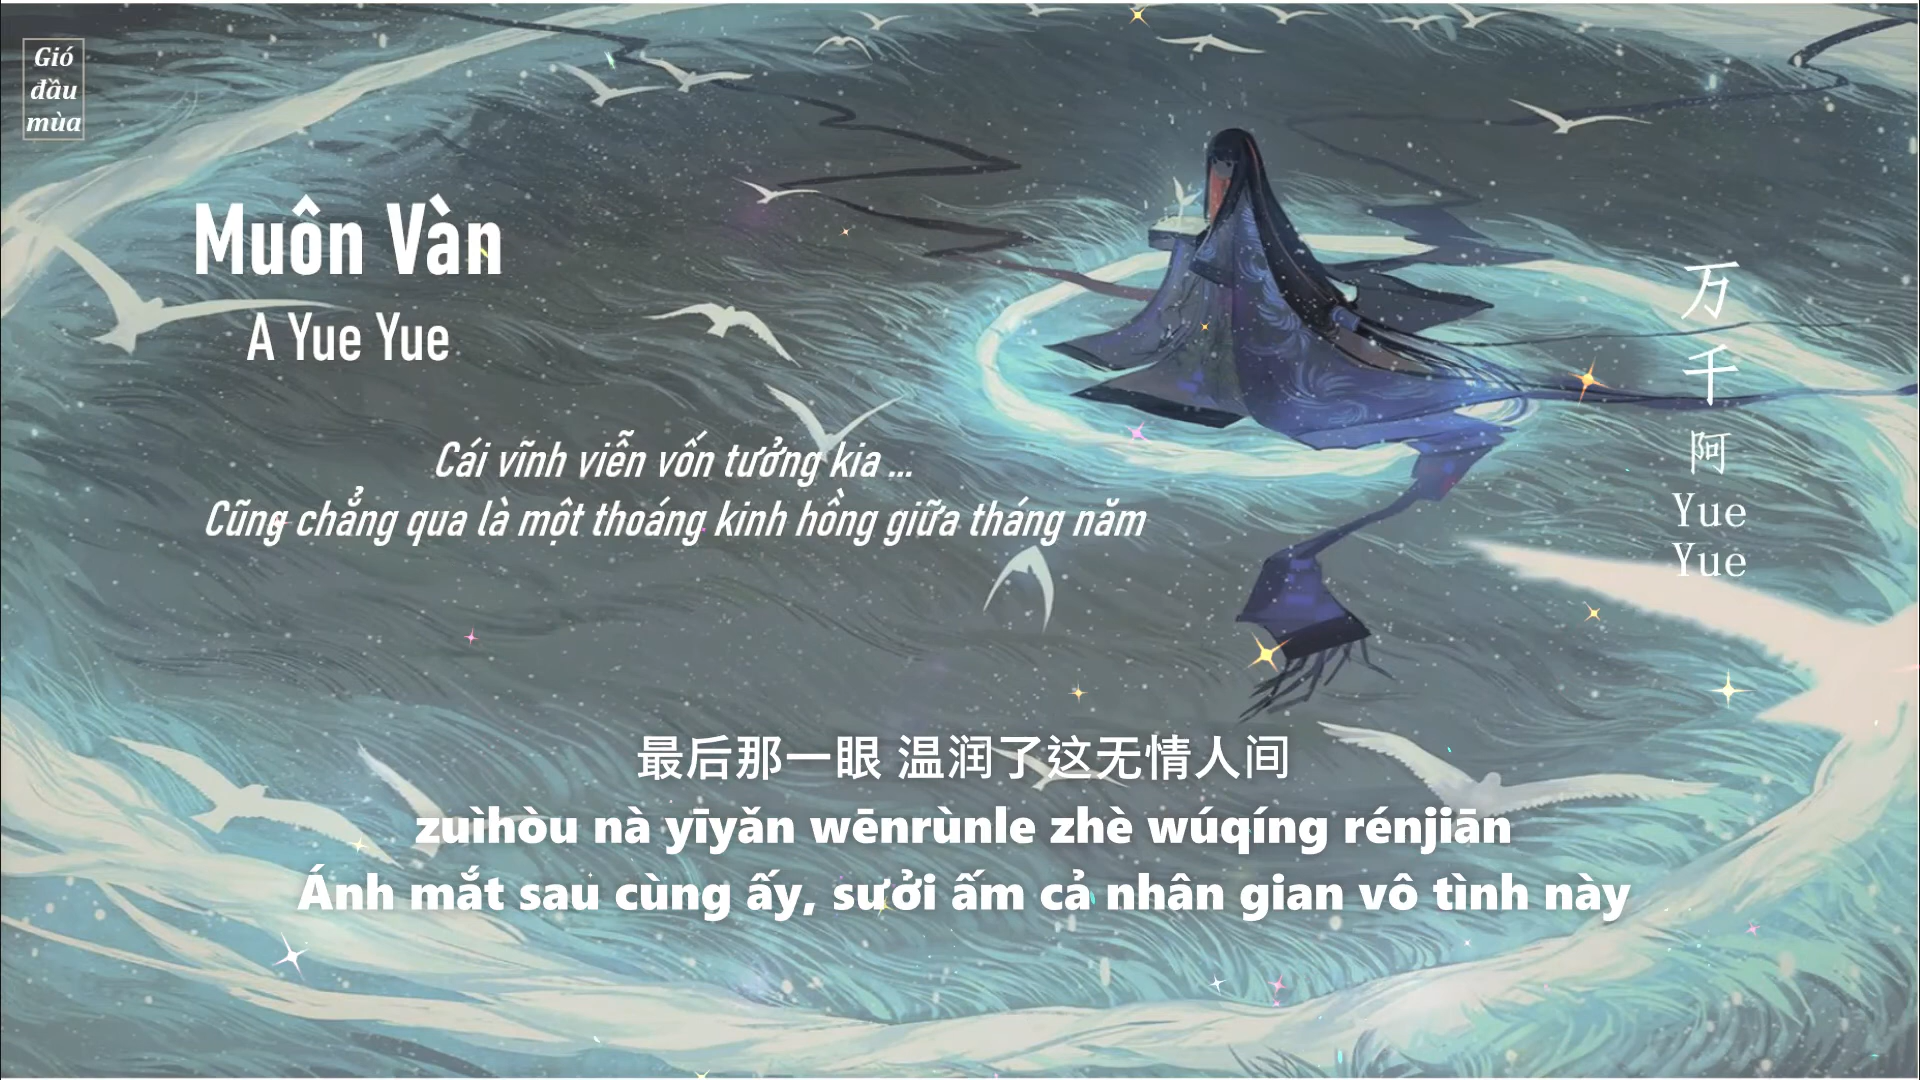 Gió
đầu
mùa
Muôn Vàn
A Yue Yue
Cái vĩnh viễn vốn tưởng kia ...
Cũng chẳng qua là một thoáng kinh hồng giữa tháng năm
万
千
阿
Yue
Yue
最后那一眼 温润了这无情人间
zuìhòu nà yīyǎn wēnrùnle zhè wúqíng rénjiān
Ánh mắt sau cùng ấy, sưởi ấm cả nhân gian vô tình này